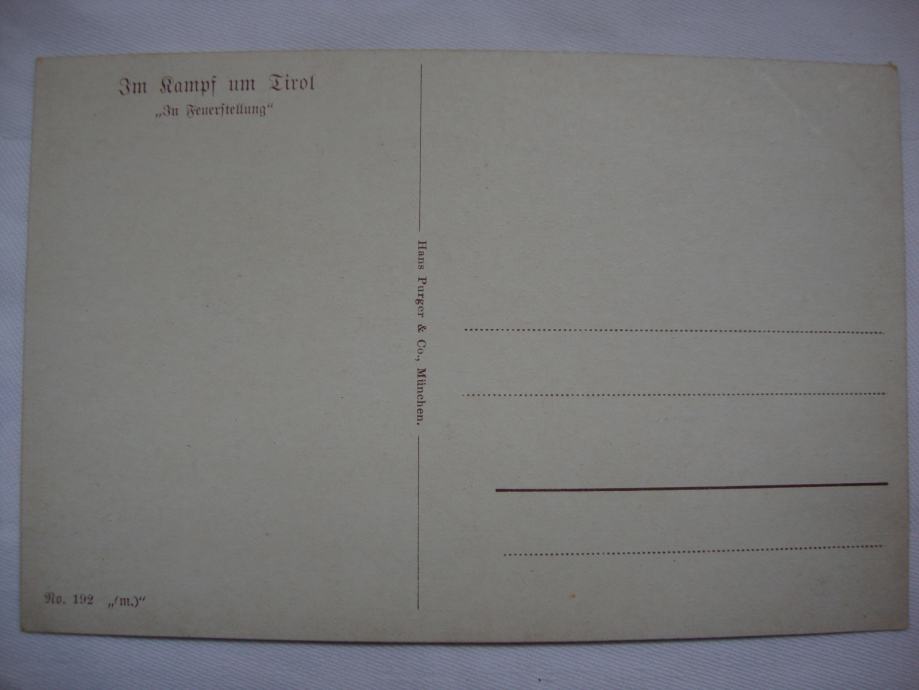 Im Kampf um Tirol
„In Feuerstellung“
Hans Purger & Co., München.
No. 192 „(m.)“